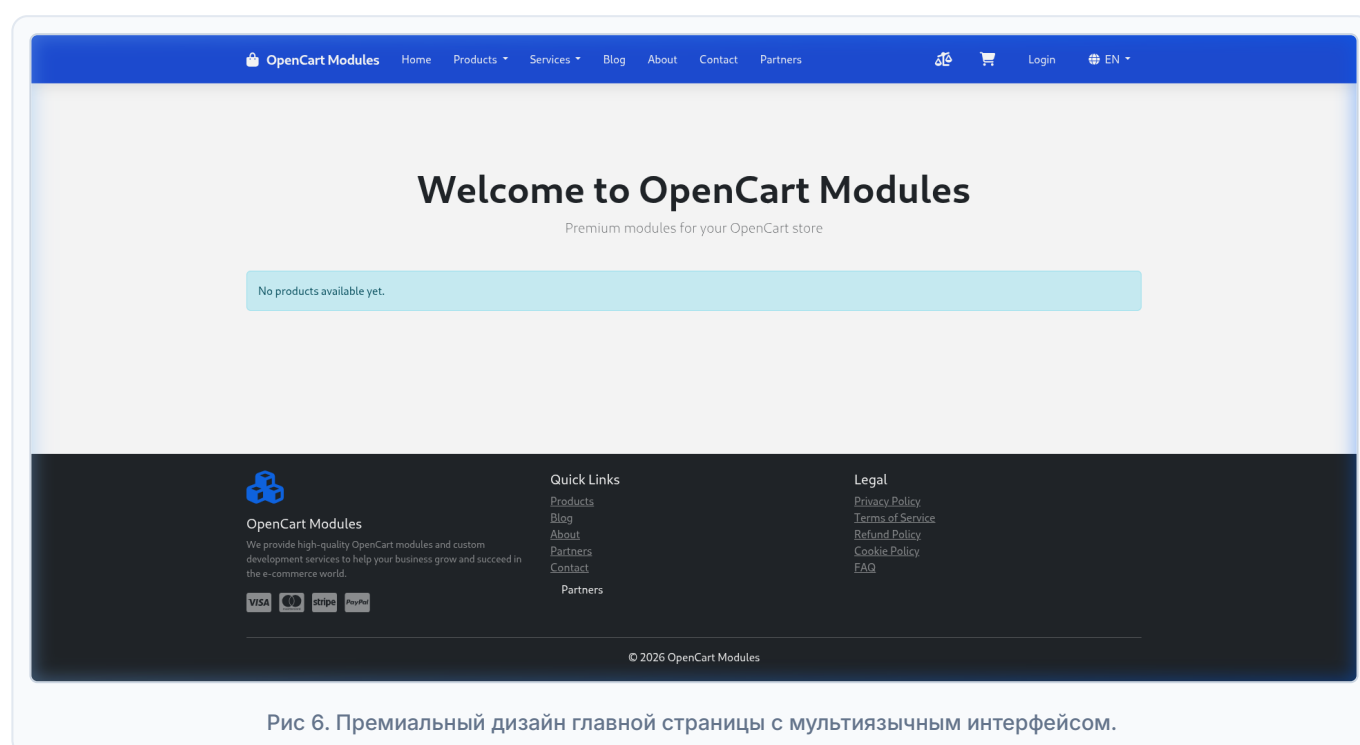 OpenCart Modules Home Products Services Blog About Contact Partners Login EN
Welcome to OpenCart Modules
Premium modules for your OpenCart store
No products available yet.
OpenCart Modules
We provide high-quality OpenCart modules and custom
development services to help your business grow and succeed in
the e-commerce world.
VISA stripe PayPal
Quick Links
Products
Blog
About
Partners
Contact
Partners
Legal
Privacy Policy
Terms of Service
Refund Policy
Cookie Policy
FAQ
© 2026 OpenCart Modules
Рис 6. Премиальный дизайн главной страницы с мультиязычным интерфейсом.